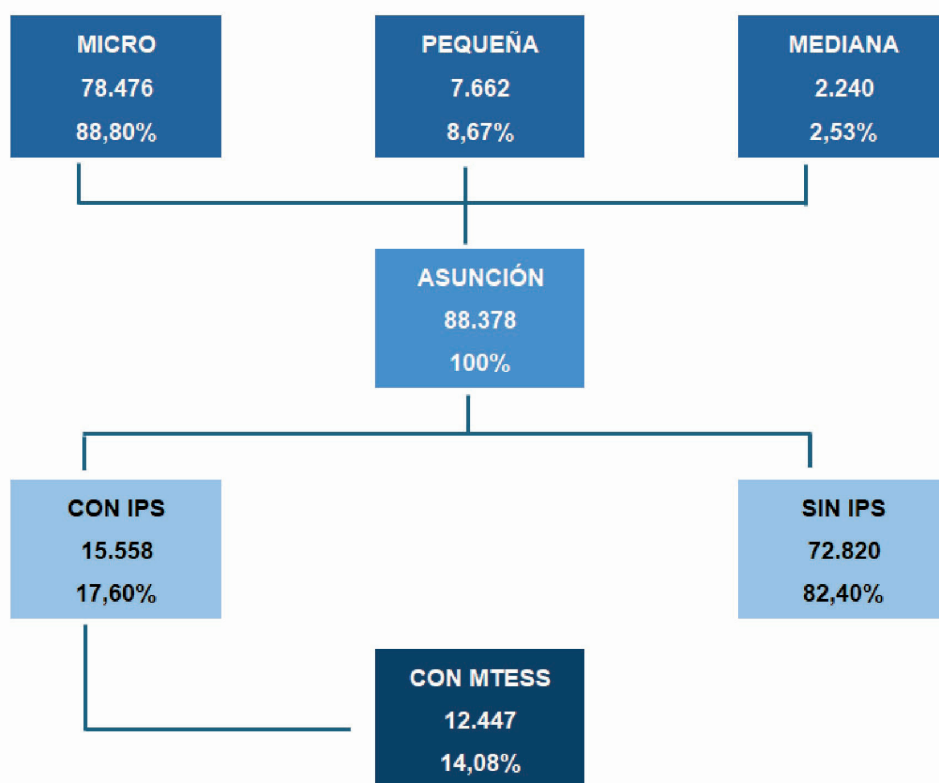 MICRO
78.476
88,80%
PEQUEÑA
7.662
8,67%
MEDIANA
2.240
2,53%
ASUNCIÓN
88.378
100%
CON IPS
15.558
17,60%
SIN IPS
72.820
82,40%
CON MTESS
12.447
14,08%